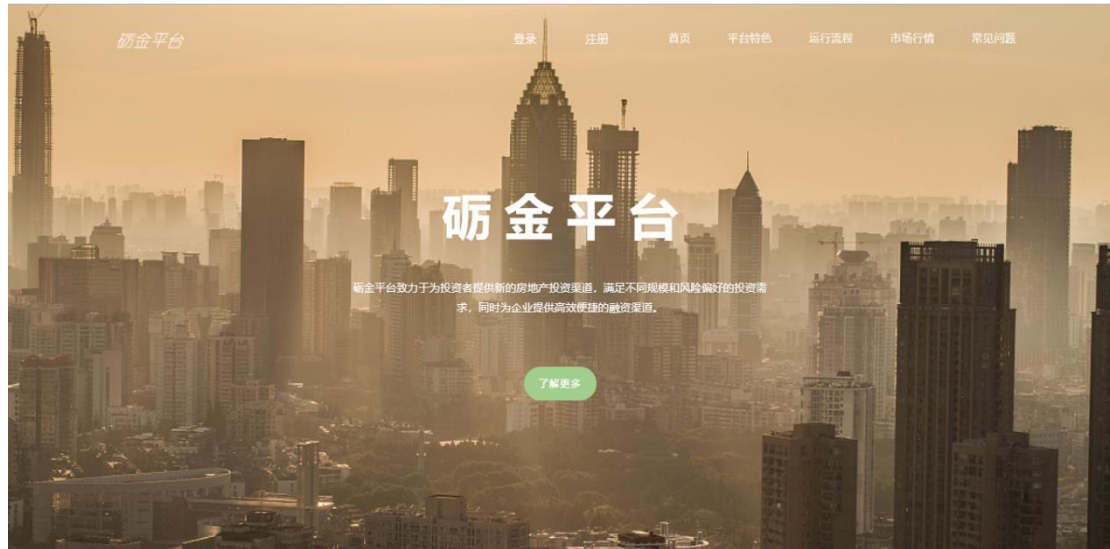 砺金平台
登录 注册 首页 平台特色 运行流程 市场行情 常见问题
砺金平台
砺金平台致力于为投资者提供新的房地产投资渠道，满足不同规模和风险偏好的投资需
求，同时为企业提供高效便捷的融资渠道。
了解更多